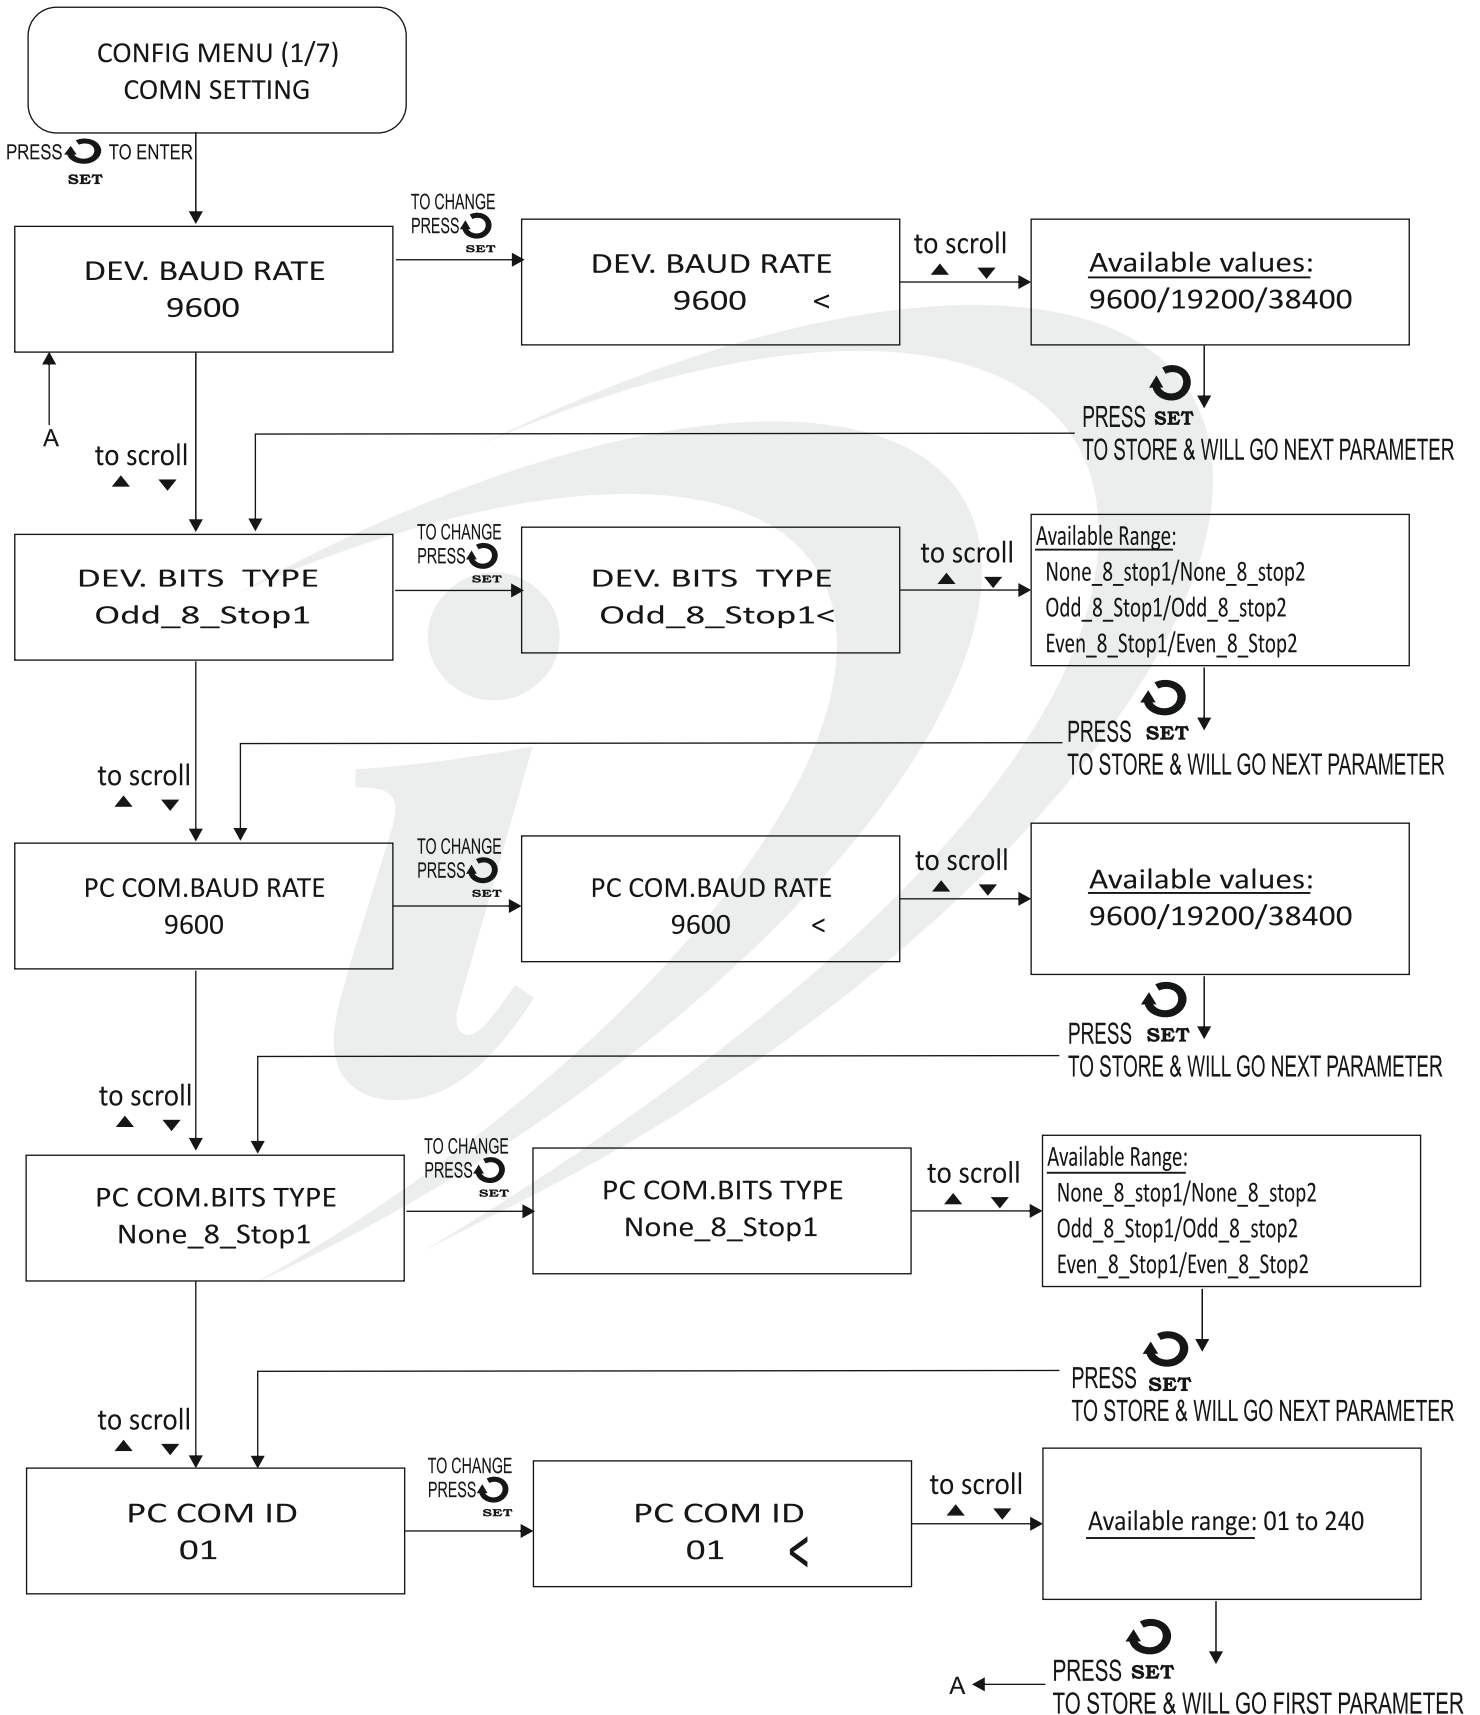 CONFIG MENU (1/7)
COMN SETTING
PRESS TO ENTER
SET
TO CHANGE
PRESS
SET
DEV. BAUD RATE
9600
DEV. BAUD RATE
9600 <
to scroll
Available values:
9600/19200/38400
A
PRESS SET
TO STORE & WILL GO NEXT PARAMETER
to scroll
DEV. BITS TYPE
Odd_8_Stop1
TO CHANGE
PRESS
SET
DEV. BITS TYPE
Odd_8_Stop1<
to scroll
Available Range:
None_8_stop1/None_8_stop2
Odd_8_Stop1/Odd_8_stop2
Even_8_Stop1/Even_8_Stop2
PRESS SET
TO STORE & WILL GO NEXT PARAMETER
to scroll
PC COM.BAUD RATE
9600
TO CHANGE
PRESS
SET
PC COM.BAUD RATE
9600 <
to scroll
Available values:
9600/19200/38400
PRESS SET
TO STORE & WILL GO NEXT PARAMETER
to scroll
PC COM.BITS TYPE
None_8_Stop1
TO CHANGE
PRESS
SET
PC COM.BITS TYPE
None_8_Stop1
to scroll
Available Range:
None_8_stop1/None_8_stop2
Odd_8_Stop1/Odd_8_stop2
Even_8_Stop1/Even_8_Stop2
PRESS SET
TO STORE & WILL GO NEXT PARAMETER
to scroll
PC COM ID
01
TO CHANGE
PRESS
SET
PC COM ID
01 <
to scroll
Available range: 01 to 240
A
PRESS SET
TO STORE & WILL GO FIRST PARAMETER